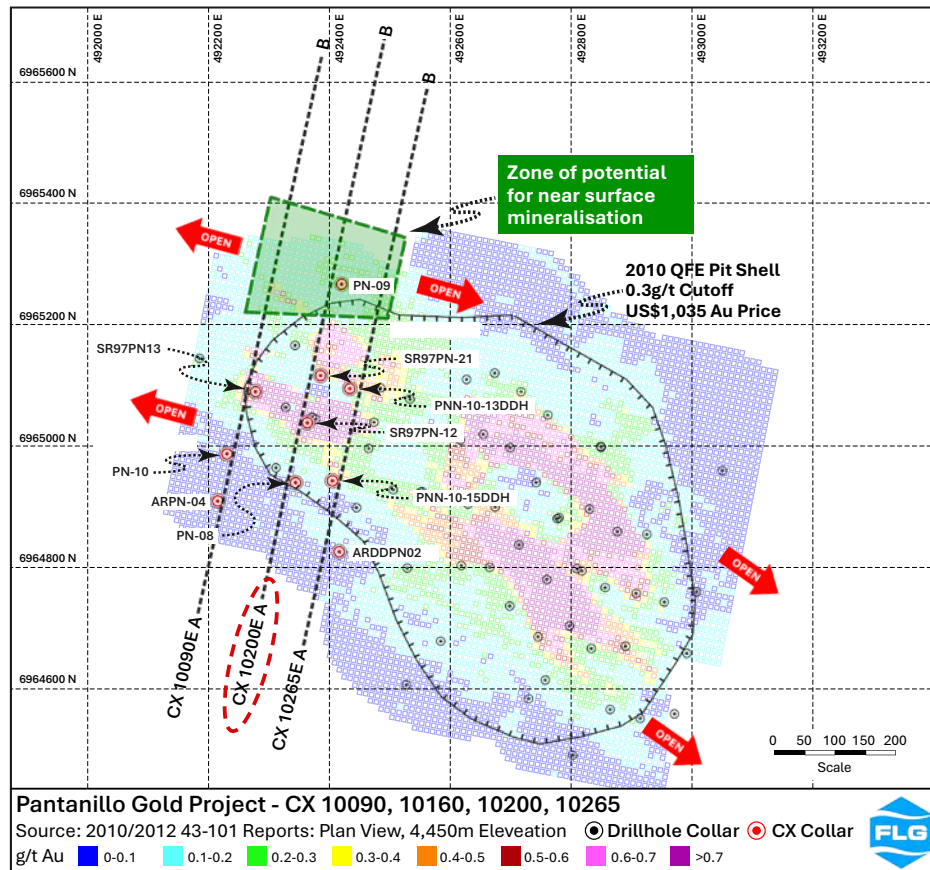 492000 E
492200 E
492400 E
492600 E
492800 E
493000 E
493200 E
6965600 N
6965400 N
6965200 N
6965000 N
6964800 N
6964600 N
B
B
B
Zone of potential
for near surface
mineralisation
OPEN
OPEN
PN-09
2010 QFE Pit Shell
0.3g/t Cutoff
US$1,035 Au Price
SR97PN13
SR97PN-21
PNN-10-13DDH
OPEN
SR97PN-12
PN-10
ARPN-04
PNN-10-15DDH
PN-08
ARDDPN02
OPEN
CX 10090E A
CX 10200E A
CX 10265E A
OPEN
0 50 100 150 200
Scale
Pantanillo Gold Project - CX 10090, 10160, 10200, 10265
Source: 2010/2012 43-101 Reports: Plan View, 4,450m Eleveation
Drillhole Collar
CX Collar
g/t Au
0-0.1
0.1-0.2
0.2-0.3
0.3-0.4
0.4-0.5
0.5-0.6
0.6-0.7
>0.7
FLG